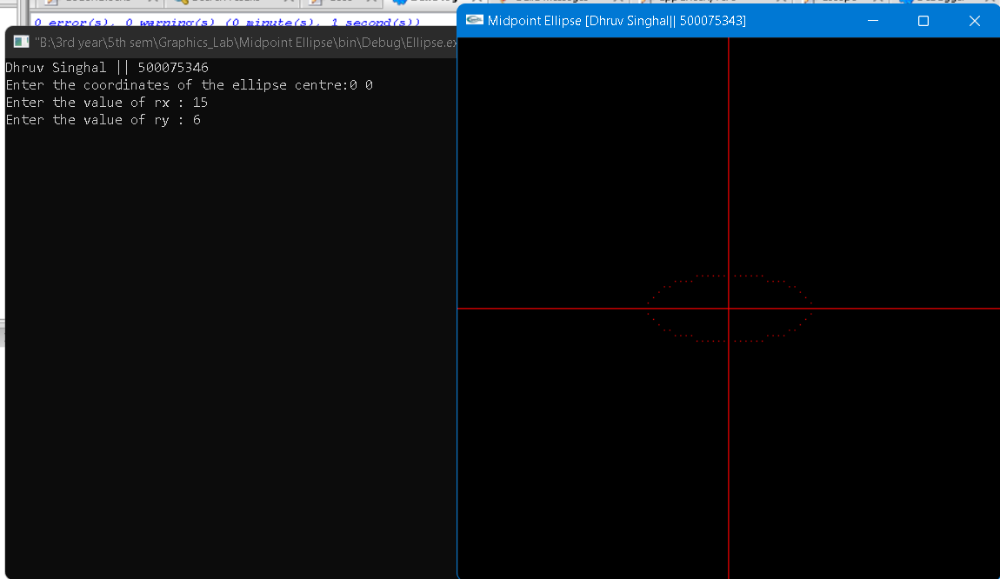 0 error(s), 0 warning(s) (0 minute(s), 1 second(s))
"B:\3rd year\5th sem\Graphics_Lab\Midpoint Ellipse\bin\Debug\Ellipse.ex
Dhruv Singhal || 500075346
Enter the coordinates of the ellipse centre:0 0
Enter the value of rx : 15
Enter the value of ry : 6
Midpoint Ellipse [Dhruv Singhal|| 500075343]